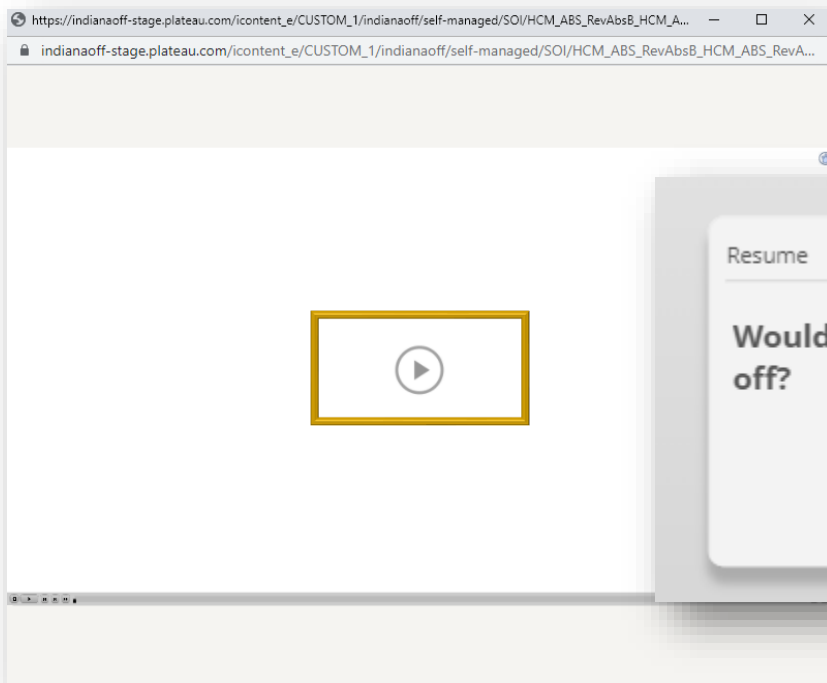 https://indianaoff-stage.plateau.com/icontent_e/CUSTOM_1/indianaoff/self-managed/SOI/HCM_ABS_RevAbsB_HCM_A...
indianaoff-stage.plateau.com/icontent_e/CUSTOM_1/indianaoff/self-managed/SOI/HCM_ABS_RevAbsB_HCM_ABS_RevA...
Resume
Would
off?